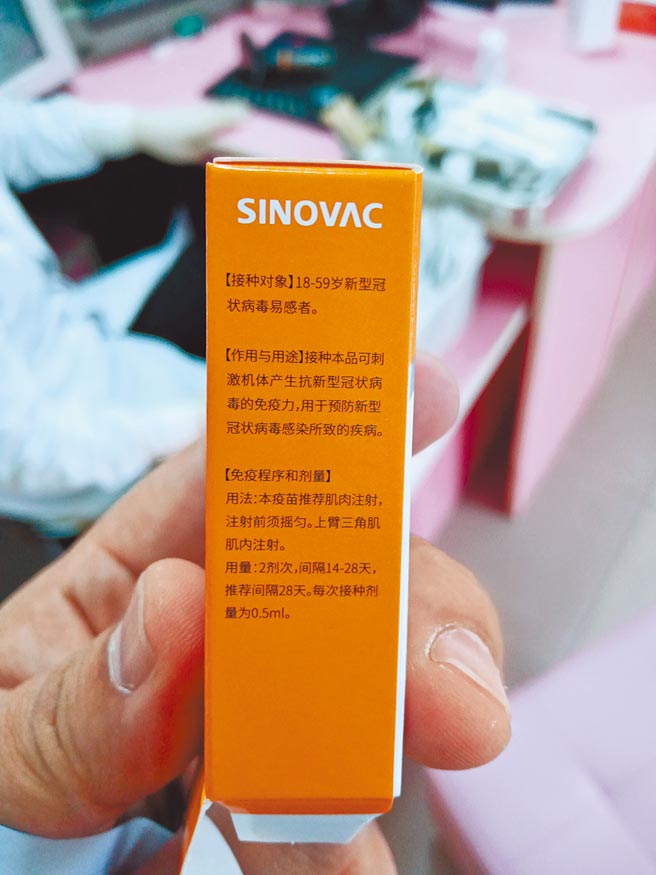 SINOVAC
【接种对象】18-59岁新型冠
状病毒易感者。
【作用与用途】接种本品可刺
激机体产生抗新型冠状病
毒的免疫力,用于预防新型
冠状病毒感染所致的疾病。
【免疫程序和剂量】
用法:本疫苗推荐肌肉注射,
注射前须摇匀。上臂三角肌
肌内注射。
用量:2剂次,间隔14-28天,
推荐间隔28天。每次接种剂
量为0.5ml。